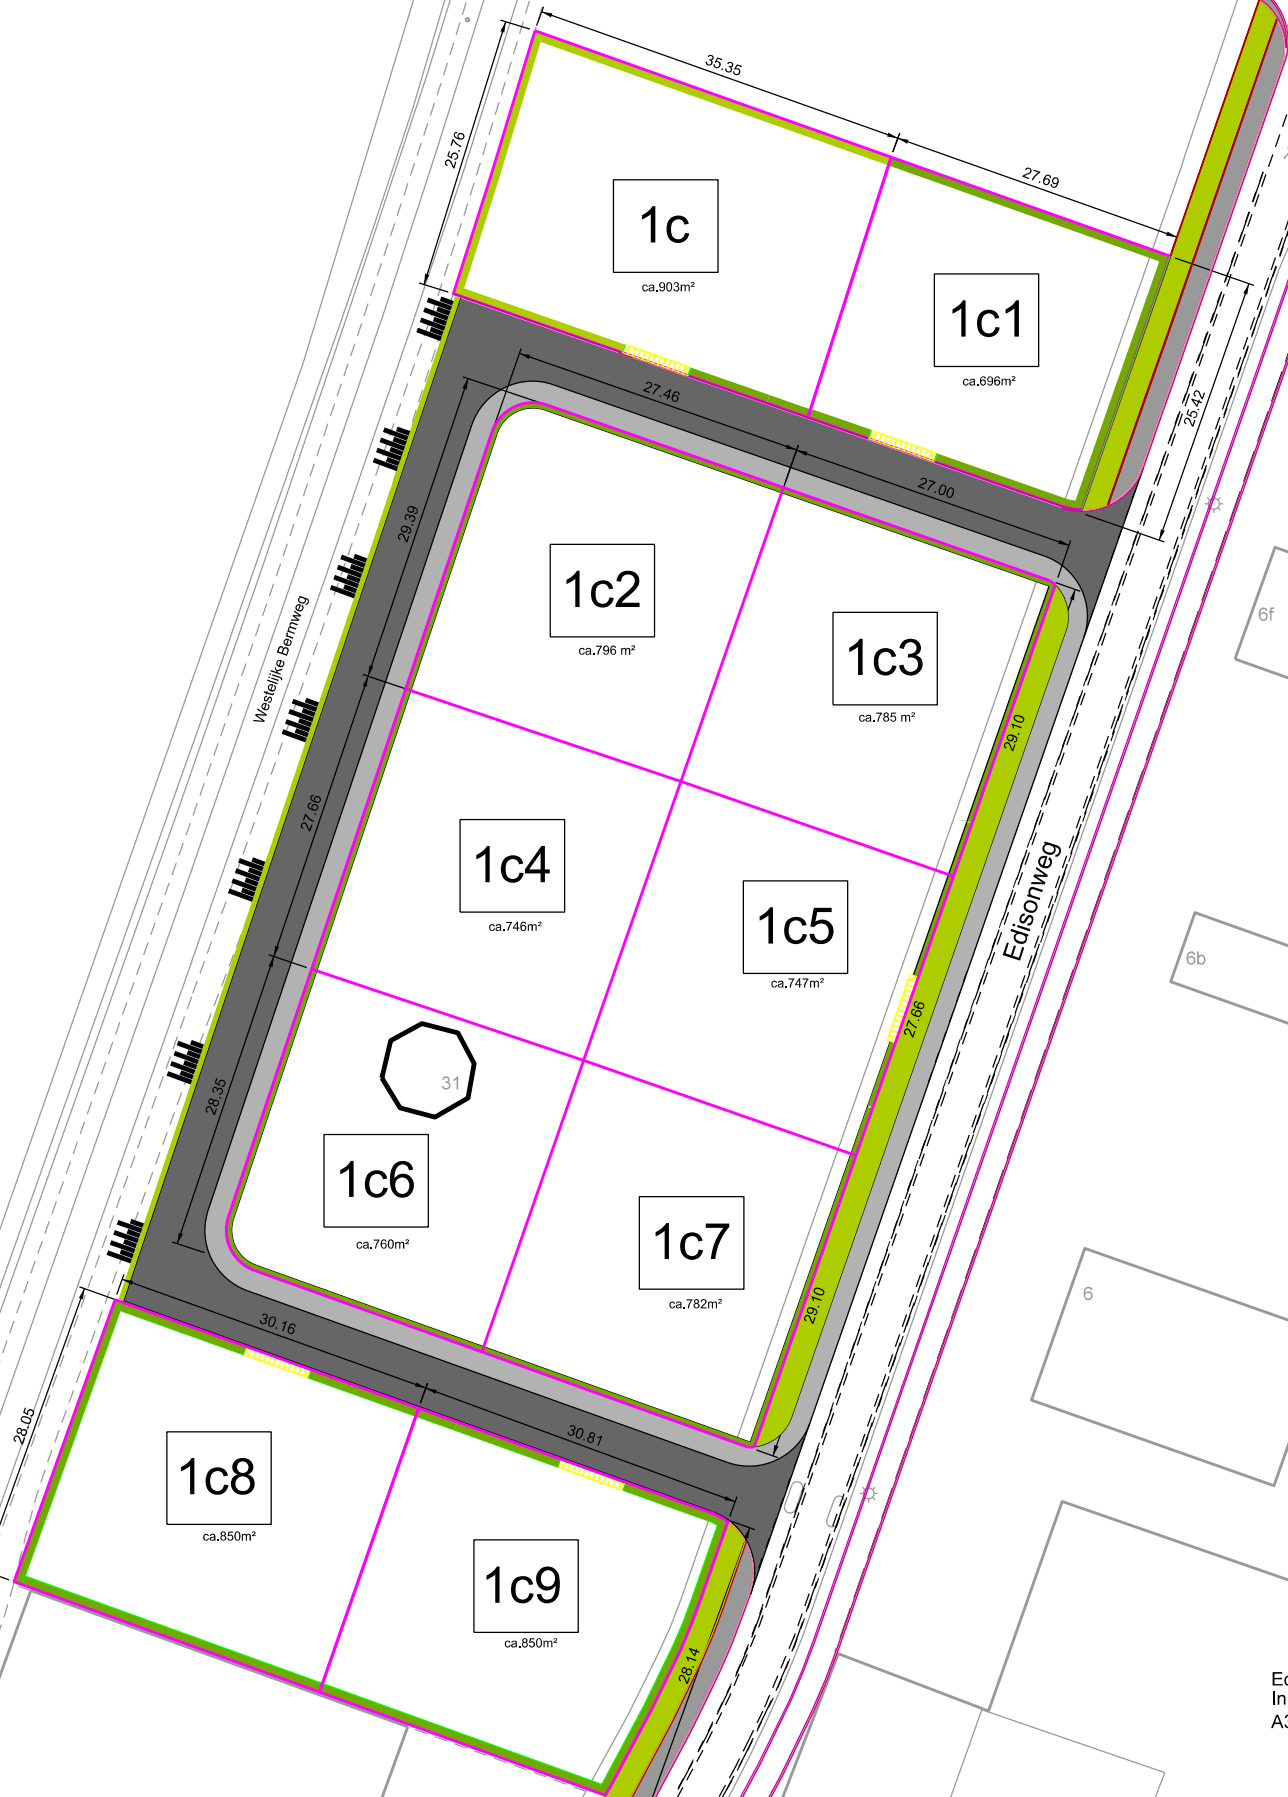 35.35
25.76
27.69
1c
ca.903m²
1c1
ca.696m²
25.42
27.46
27.00
29.39
1c2
ca.796 m²
1c3
ca.785 m²
6f
Westelijke Bermweg
29.10
27.66
1c4
ca.746m²
1c5
ca.747m²
Edisonweg
6b
27.66
31
28.35
1c6
ca.760m²
1c7
ca.782m²
6
29.10
30.16
30.81
28.05
1c8
ca.850m²
1c9
ca.850m²
28.14
In
A3